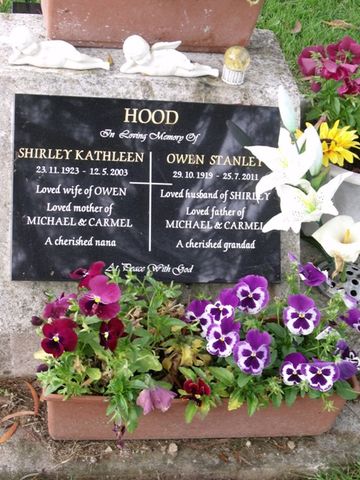 HOOD
In Loving Memory Of
SHIRLEY KATHLEEN
23.11.1923 - 12.5.2003
Loved wife of OWEN
Loved mother of
MICHAEL & CARMEL
A cherished nana
OWEN STANLEY
29.10.1919 - 25.7.2011
Loved husband of SHIRLEY
Loved father of
MICHAEL & CARMEL
A cherished grandad
At Peace With God